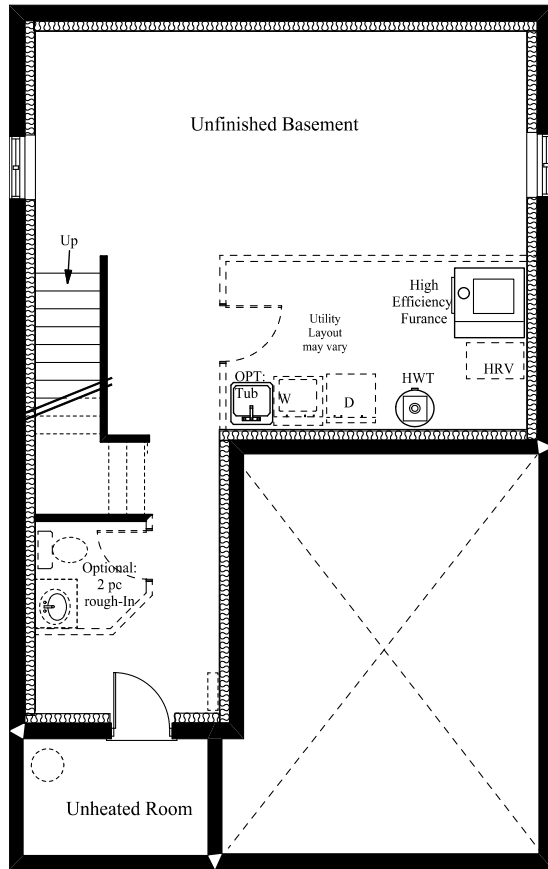 Unfinished Basement
Up
High
Efficiency
Furance
Utility
Layout
may vary
HRV
OPT:
Tub
W
D
HWT
Optional:
2 pc
rough-In
Unheated Room